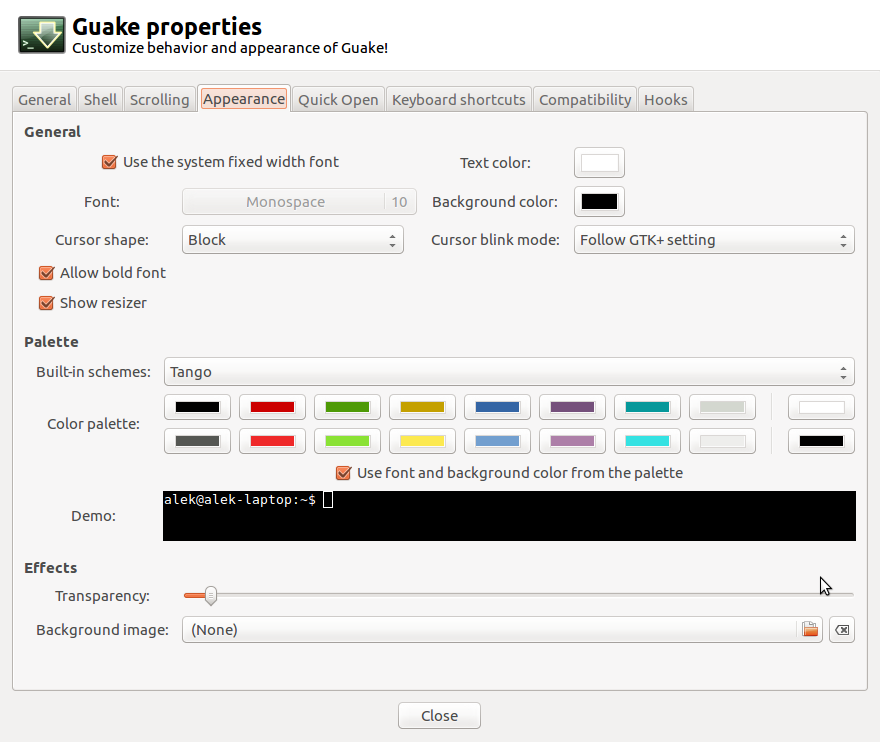 Guake properties
Customize behavior and appearance of Guake!
General Shell Scrolling Appearance Quick Open Keyboard shortcuts Compatibility Hooks
General
Use the system fixed width font Text color:
Font: Monospace 10 Background color:
Cursor shape: Block Cursor blink mode: Follow GTK+ setting
Allow bold font
Show resizer
Palette
Built-in schemes: Tango
Color palette:
Use font and background color from the palette
Demo: alek@alek-laptop:~$
Effects
Transparency:
Background image: (None)
Close